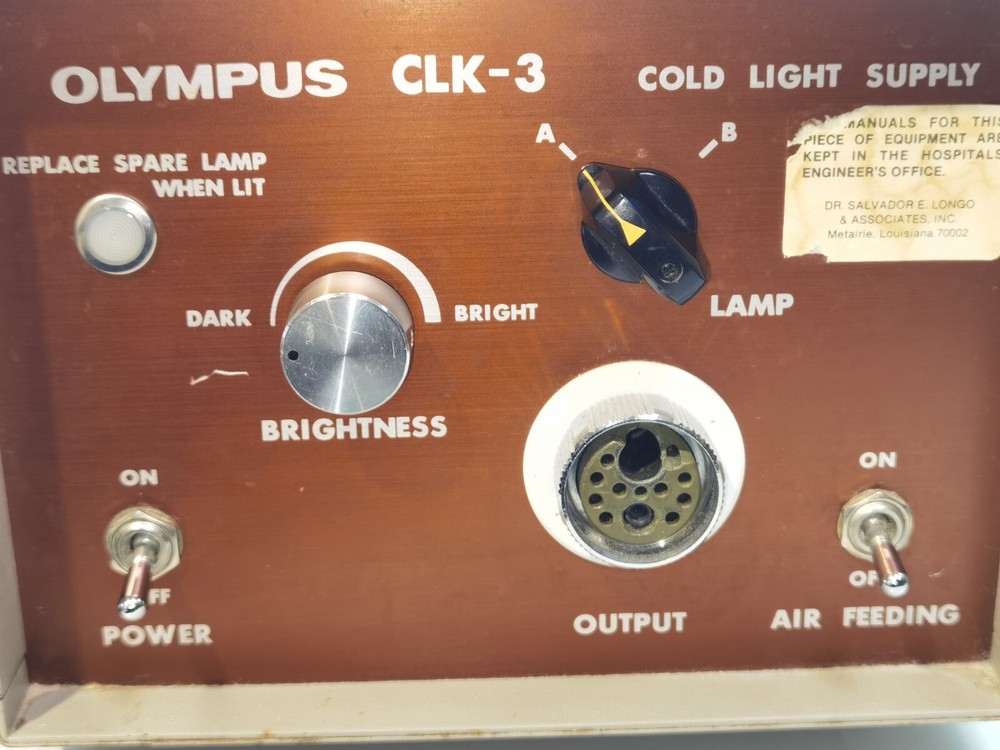 OLYMPUS CLK-3 COLD LIGHT SUPPLY
A B
MANUALS FOR THIS
PIECE OF EQUIPMENT ARE
KEPT IN THE HOSPITALS
ENGINEER'S OFFICE.
DR. SALVADOR E. LONGO
& ASSOCIATES, INC.
Metairie, Louisiana 70002
REPLACE SPARE LAMP
WHEN LIT
DARK BRIGHT
LAMP
BRIGHTNESS
ON
OFF
POWER
OUTPUT
ON
OFF
AIR FEEDING